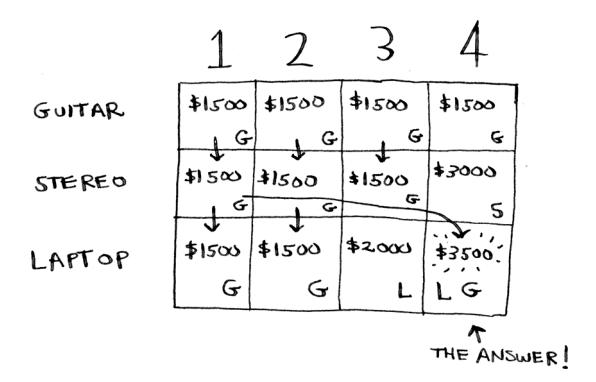 1 2 3 4
GUITAR $1500 G $1500 G $1500 G $1500 G
STEREO $1500 G $1500 G $1500 G $3000 S
LAPTOP $1500 G $1500 G $2000 L $3500 L G
THE ANSWER!